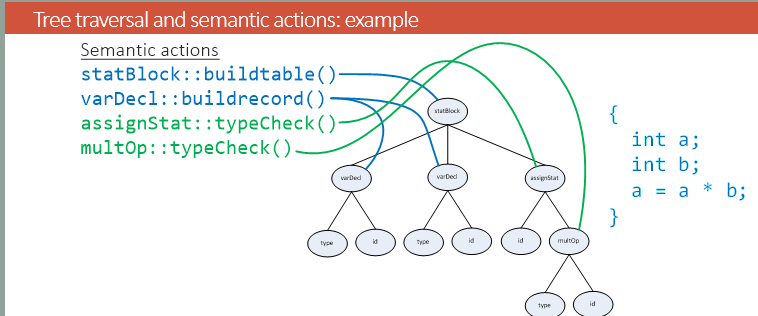 Tree traversal and semantic actions: example
Semantic actions
statBlock::buildtable()
varDecl::buildrecord()
assignStat::typeCheck()
multOp::typeCheck()
{
int a;
int b;
a = a * b;
}
statBlock
varDecl
varDecl
assignStat
type
id
type
id
id
multOp
type
id